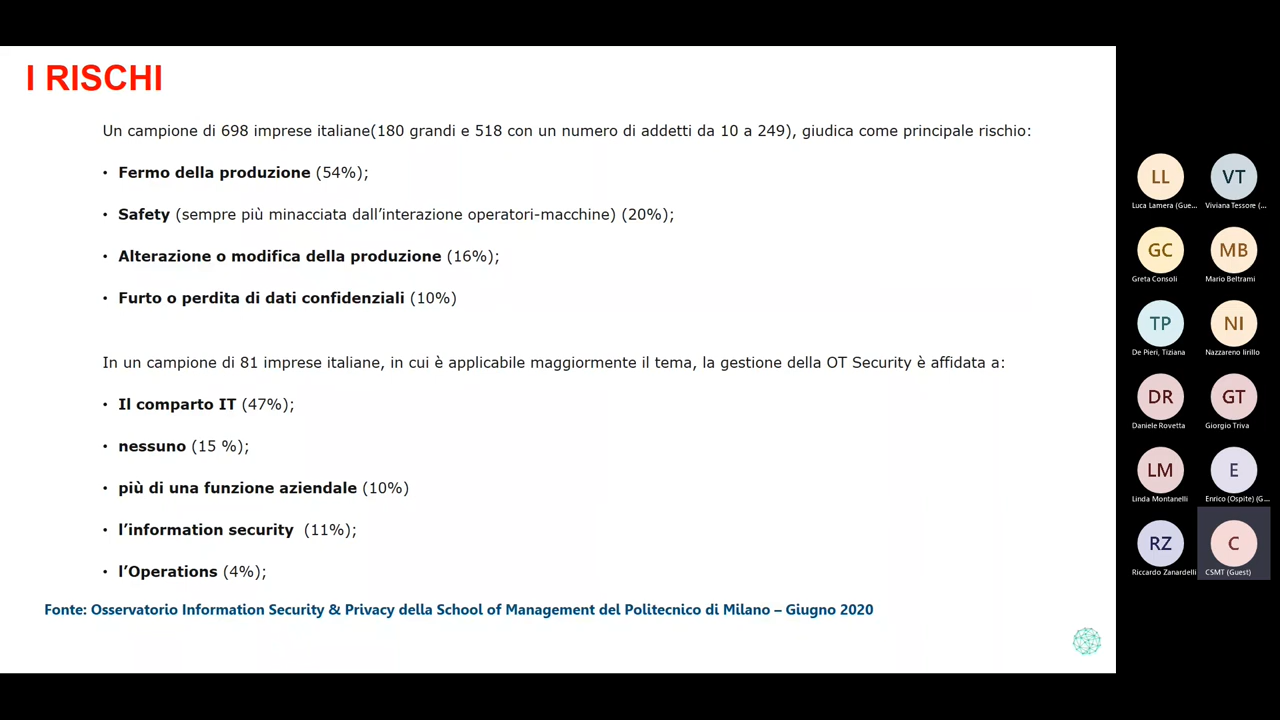 I RISCHI
Un campione di 698 imprese italiane(180 grandi e 518 con un numero di addetti da 10 a 249), giudica come principale rischio:
• Fermo della produzione (54%);
• Safety (sempre più minacciata dall’interazione operatori-macchine) (20%);
• Alterazione o modifica della produzione (16%);
• Furto o perdita di dati confidenziali (10%)
In un campione di 81 imprese italiane, in cui è applicabile maggiormente il tema, la gestione della OT Security è affidata a:
• Il comparto IT (47%);
• nessuno (15 %);
• più di una funzione aziendale (10%)
• l’information security (11%);
• l’Operations (4%);
Fonte: Osservatorio Information Security & Privacy della School of Management del Politecnico di Milano – Giugno 2020
LL
VT
Luca Lamera (Gue...
Viviana Tessore (...
GC
MB
Greta Consoli
Mario Beltrami
TP
NI
De Pieri, Tiziana
Nazzareno Iirillo
DR
GT
Daniele Rovetta
Giorgio Triva
LM
E
Linda Montanelli
Enrico (Ospite) (G...
RZ
C
Riccardo Zanardelli
CSMT (Guest)